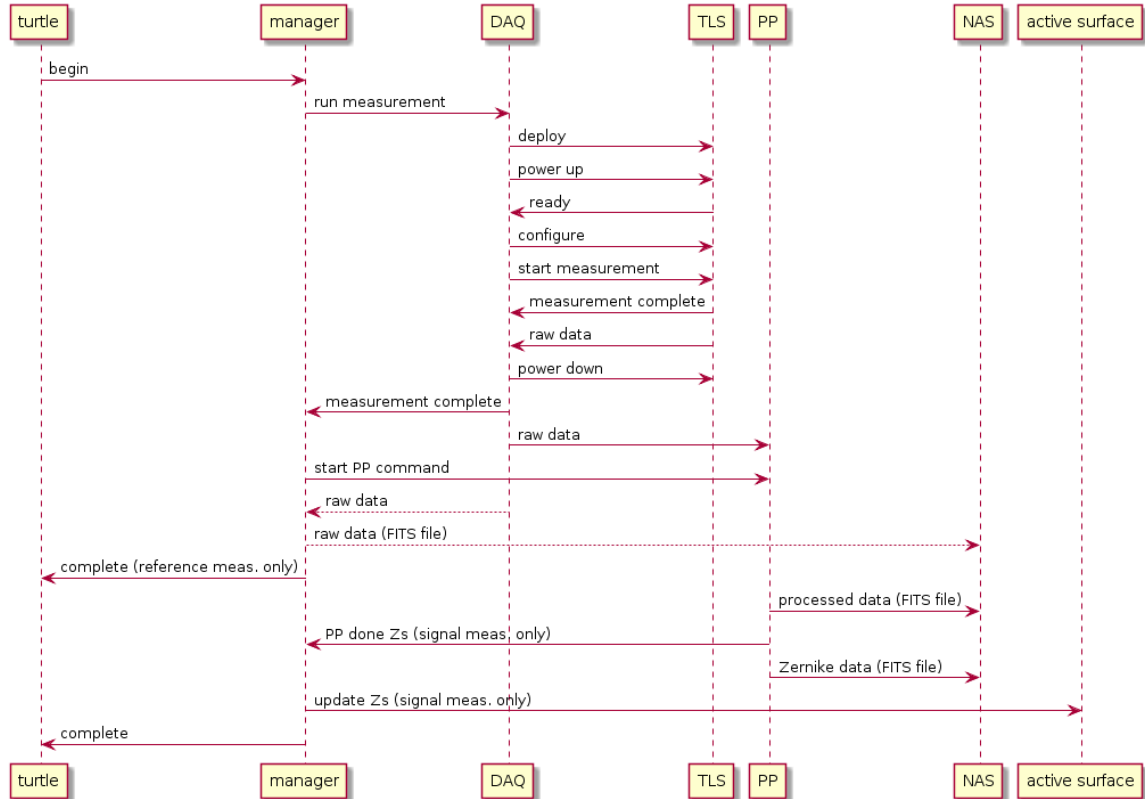 turtle
manager
DAQ
TLS
PP
NAS
active surface
begin
run measurement
deploy
power up
ready
configure
start measurement
measurement complete
raw data
power down
measurement complete
raw data
start PP command
raw data
raw data (FITS file)
complete (reference meas. only)
processed data (FITS file)
PP done Zs (signal meas. only)
Zernike data (FITS file)
update Zs (signal meas. only)
complete
turtle
manager
DAQ
TLS
PP
NAS
active surface